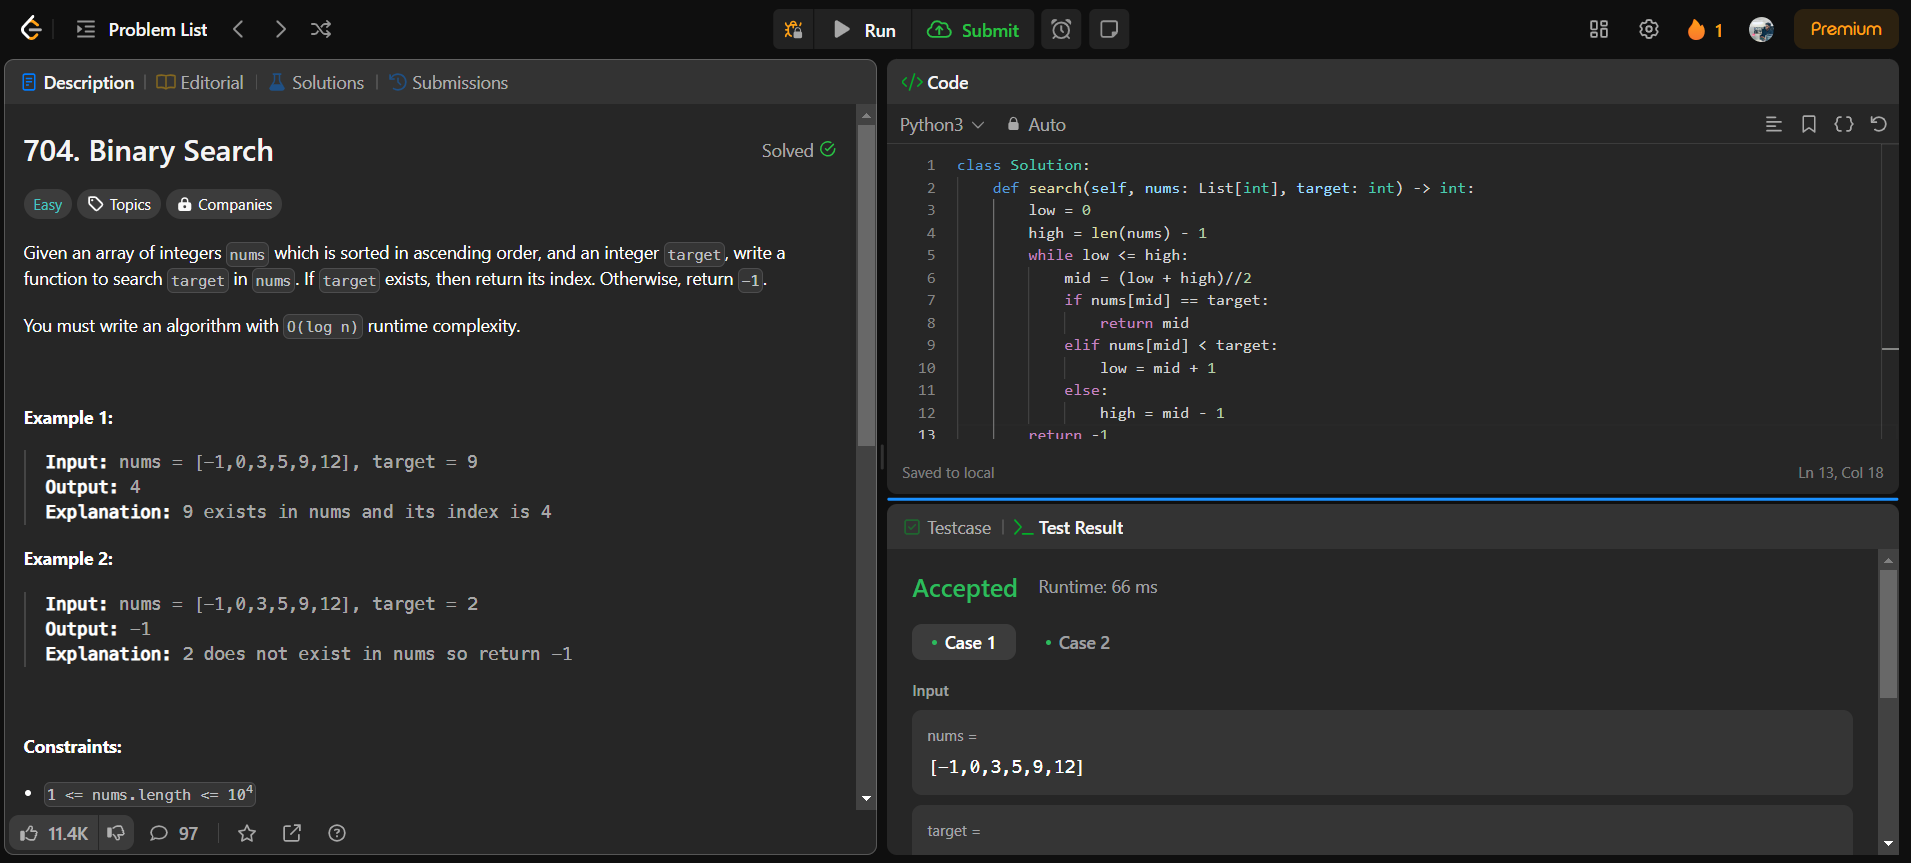 Problem List
Run
Submit
1
Premium
Description
Editorial
Solutions
Submissions
704. Binary Search
Solved
Easy
Topics
Companies
Given an array of integers nums which is sorted in ascending order, and an integer target, write a
function to search target in nums. If target exists, then return its index. Otherwise, return -1.
You must write an algorithm with O(log n) runtime complexity.
Example 1:
Input: nums = [-1,0,3,5,9,12], target = 9
Output: 4
Explanation: 9 exists in nums and its index is 4
Example 2:
Input: nums = [-1,0,3,5,9,12], target = 2
Output: -1
Explanation: 2 does not exist in nums so return -1
Constraints:
• 1 <= nums.length <= 10⁴
11.4K
97
</> Code
Python3
Auto
1 class Solution:
2     def search(self, nums: List[int], target: int) -> int:
3         low = 0
4         high = len(nums) - 1
5         while low <= high:
6             mid = (low + high)//2
7             if nums[mid] == target:
8                 return mid
9             elif nums[mid] < target:
10                 low = mid + 1
11             else:
12                 high = mid - 1
13         return -1
Saved to local
Ln 13, Col 18
Testcase
Test Result
Accepted
Runtime: 66 ms
• Case 1
• Case 2
Input
nums =
[-1,0,3,5,9,12]
target =